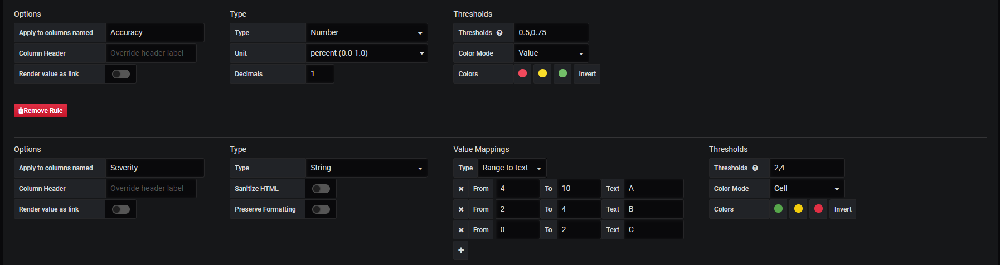 Options Type Thresholds
Apply to columns named Accuracy Type Number Thresholds 0.5,0.75
Column Header Override header label Unit percent (0.0-1.0) Color Mode Value
Render value as link Decimals 1 Colors Invert
Remove Rule
Options Type Value Mappings Thresholds
Apply to columns named Severity Type String Type Range to text Thresholds 2,4
Column Header Override header label Sanitize HTML From 4 To 10 Text A Color Mode Cell
Render value as link Preserve Formatting From 2 To 4 Text B Colors Invert
From 0 To 2 Text C